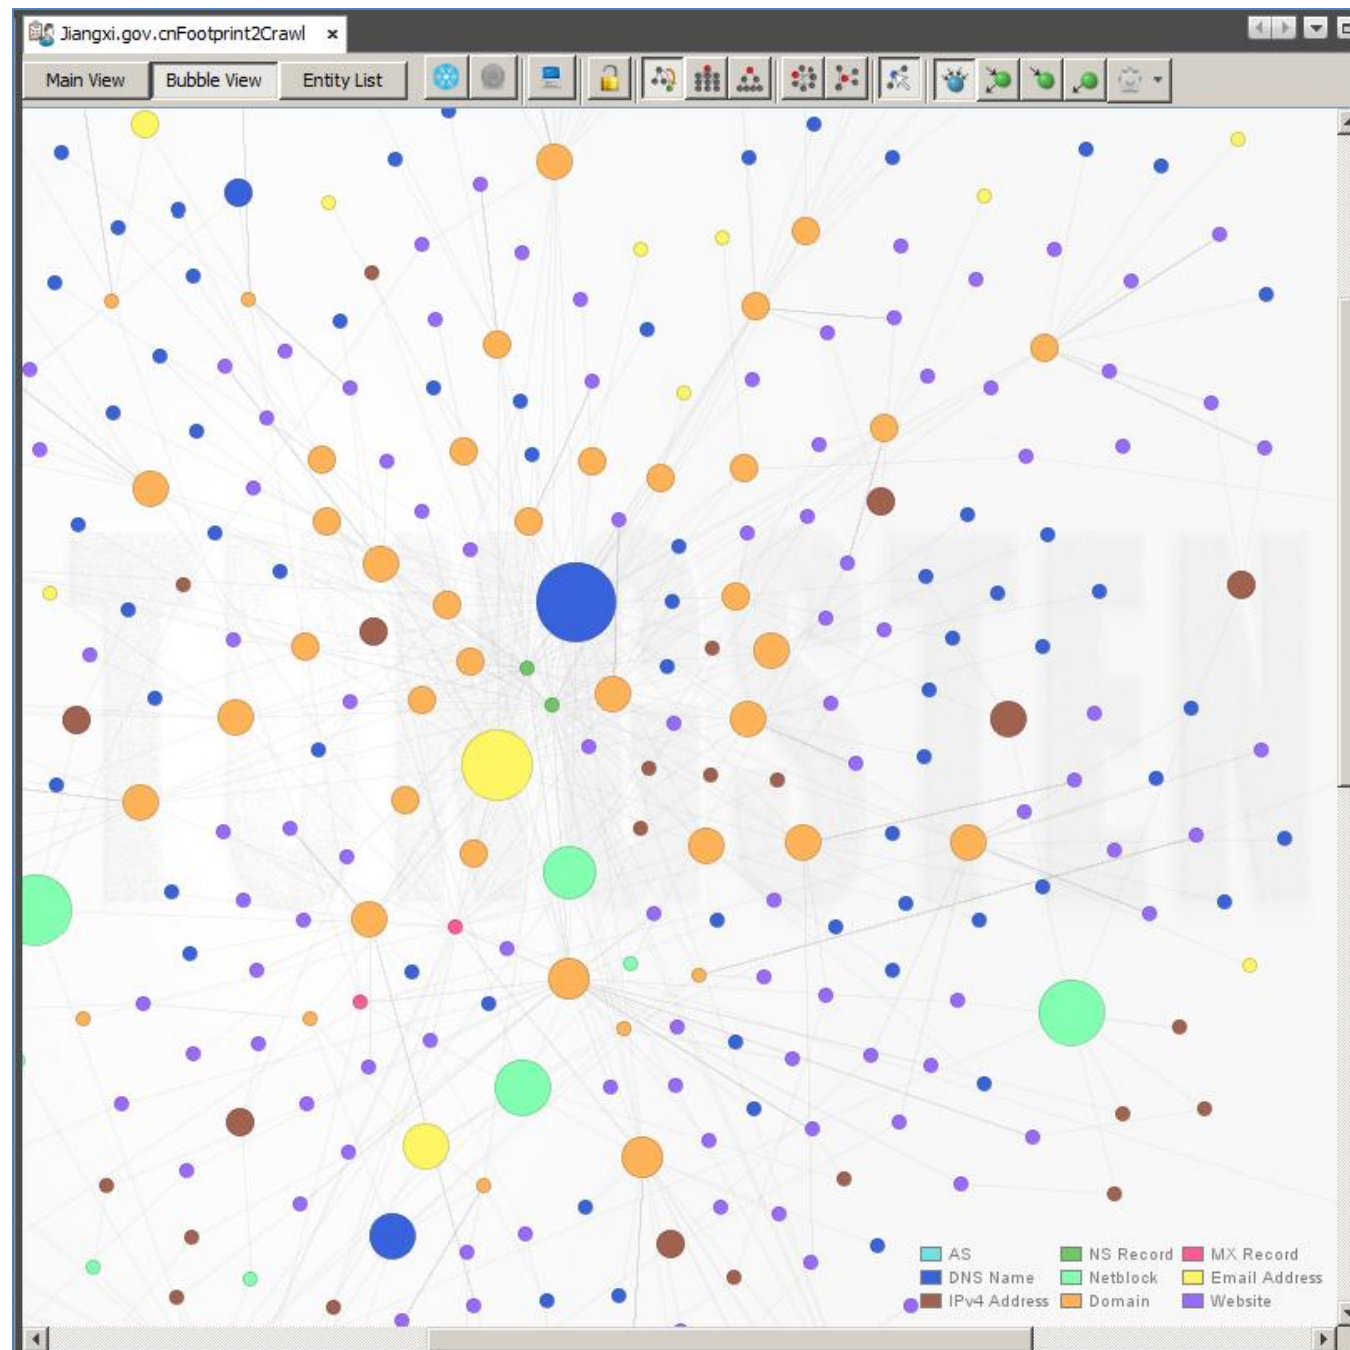 Jiangxi.gov.cnFootprint2Crawl x
Main View Bubble View Entity List
AS NS Record MX Record
DNS Name Netblock Email Address
IPv4 Address Domain Website